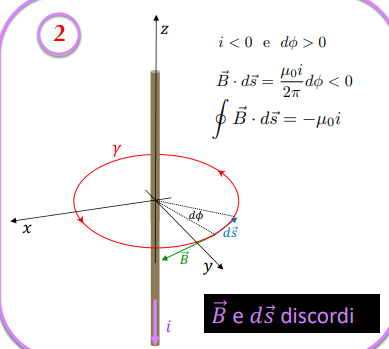 2
z
i < 0 e dϕ > 0
B⃗ · ds⃗ = μ₀i/2π dϕ < 0
∮ B⃗ · ds⃗ = −μ₀i
γ
dϕ
x
ds⃗
B⃗
y
i
B⃗ e ds⃗ discordi